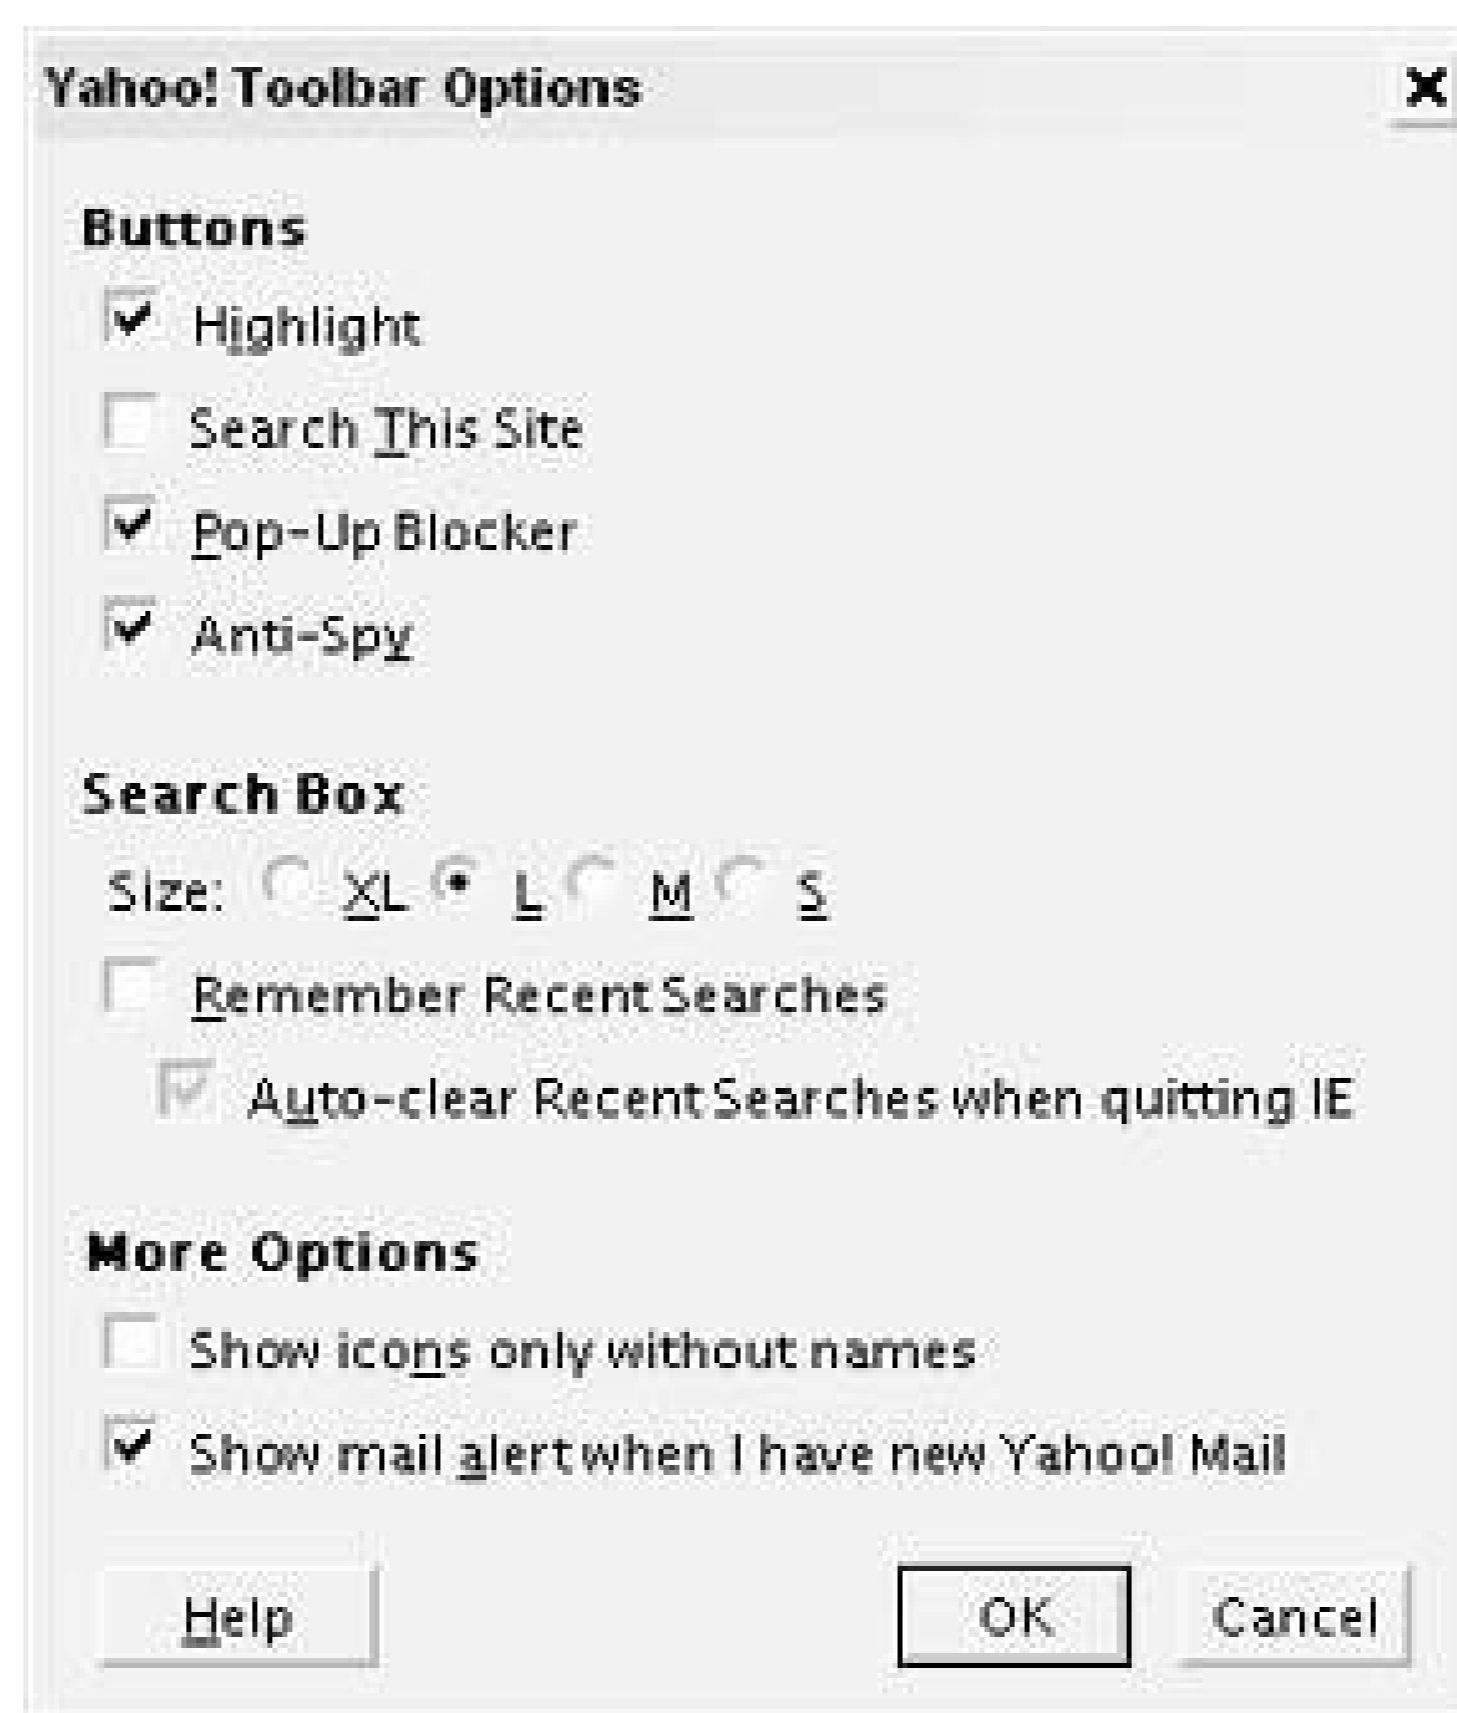 Yahoo! Toolbar Options
Buttons
Highlight
Search This Site
Pop-Up Blocker
Anti-Spy
Search Box
Size: XL L M S
Remember Recent Searches
Auto-clear Recent Searches when quitting IE
More Options
Show icons only without names
Show mail alert when I have new Yahoo! Mail
Help OK Cancel